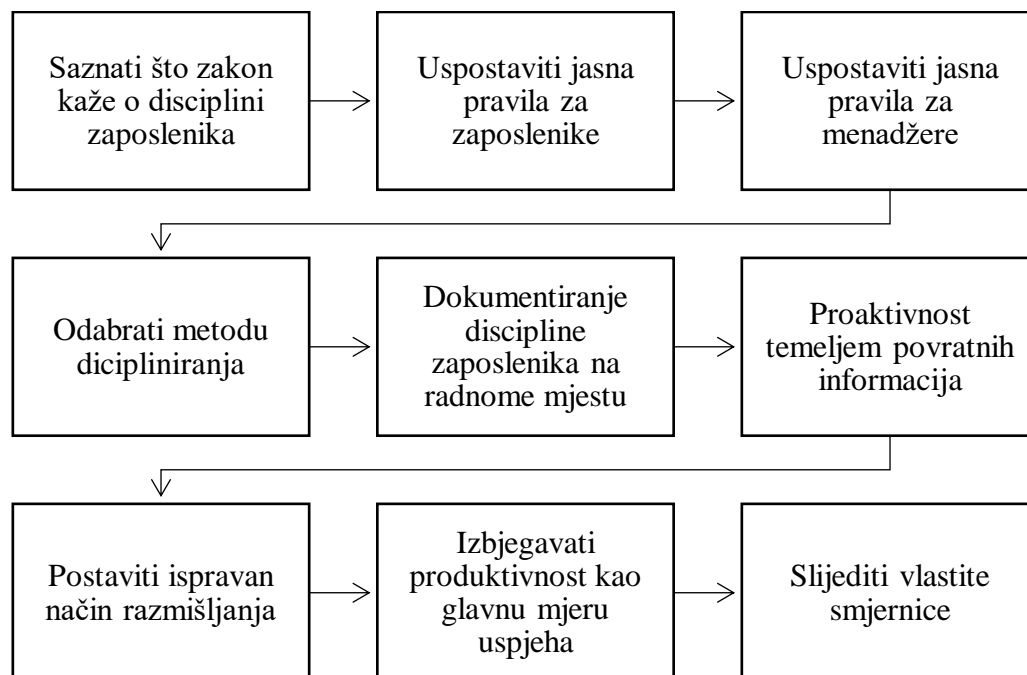 Saznati što zakon
kaže o disciplini
zaposlenika
Uspostaviti jasna
pravila za
zaposlenike
Uspostaviti jasna
pravila za
menadžere
Odabrati metodu
dicipliniranja
Dokumentiranje
discipline
zaposlenika na
radnome mjestu
Proaktivnost
temeljem povratnih
informacija
Postaviti ispravan
način razmišljanja
Izbjegavati
produktivnost kao
glavnu mjeru
uspjeha
Slijediti vlastite
smjernice